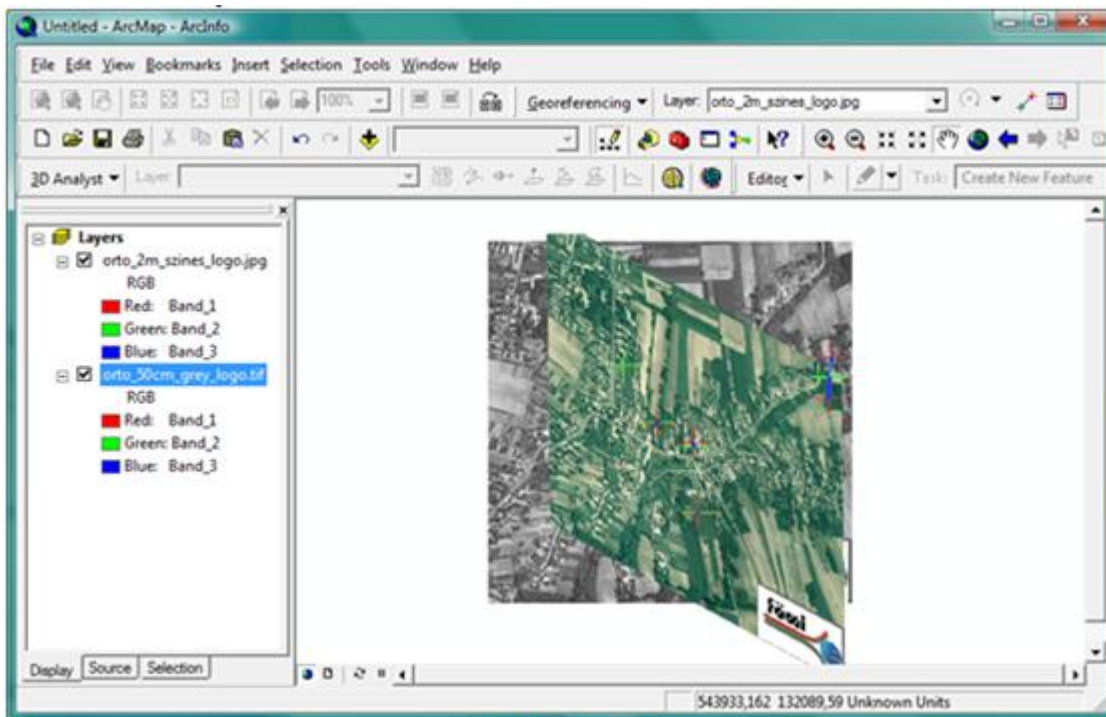 Untitled - ArcMap - ArcInfo
File Edit View Bookmarks Insert Selection Tools Window Help
100% Georeferencing Layer: orto_2m_szines_logo.jpg
3D Analyst Layer: Editor Task: Create New Feature
Layers
orto_2m_szines_logo.jpg
RGB
Red: Band_1
Green: Band_2
Blue: Band_3
orto_50cm_grey_logo.tif
RGB
Red: Band_1
Green: Band_2
Blue: Band_3
fömi
Display Source Selection
543933,162 132089,59 Unknown Units